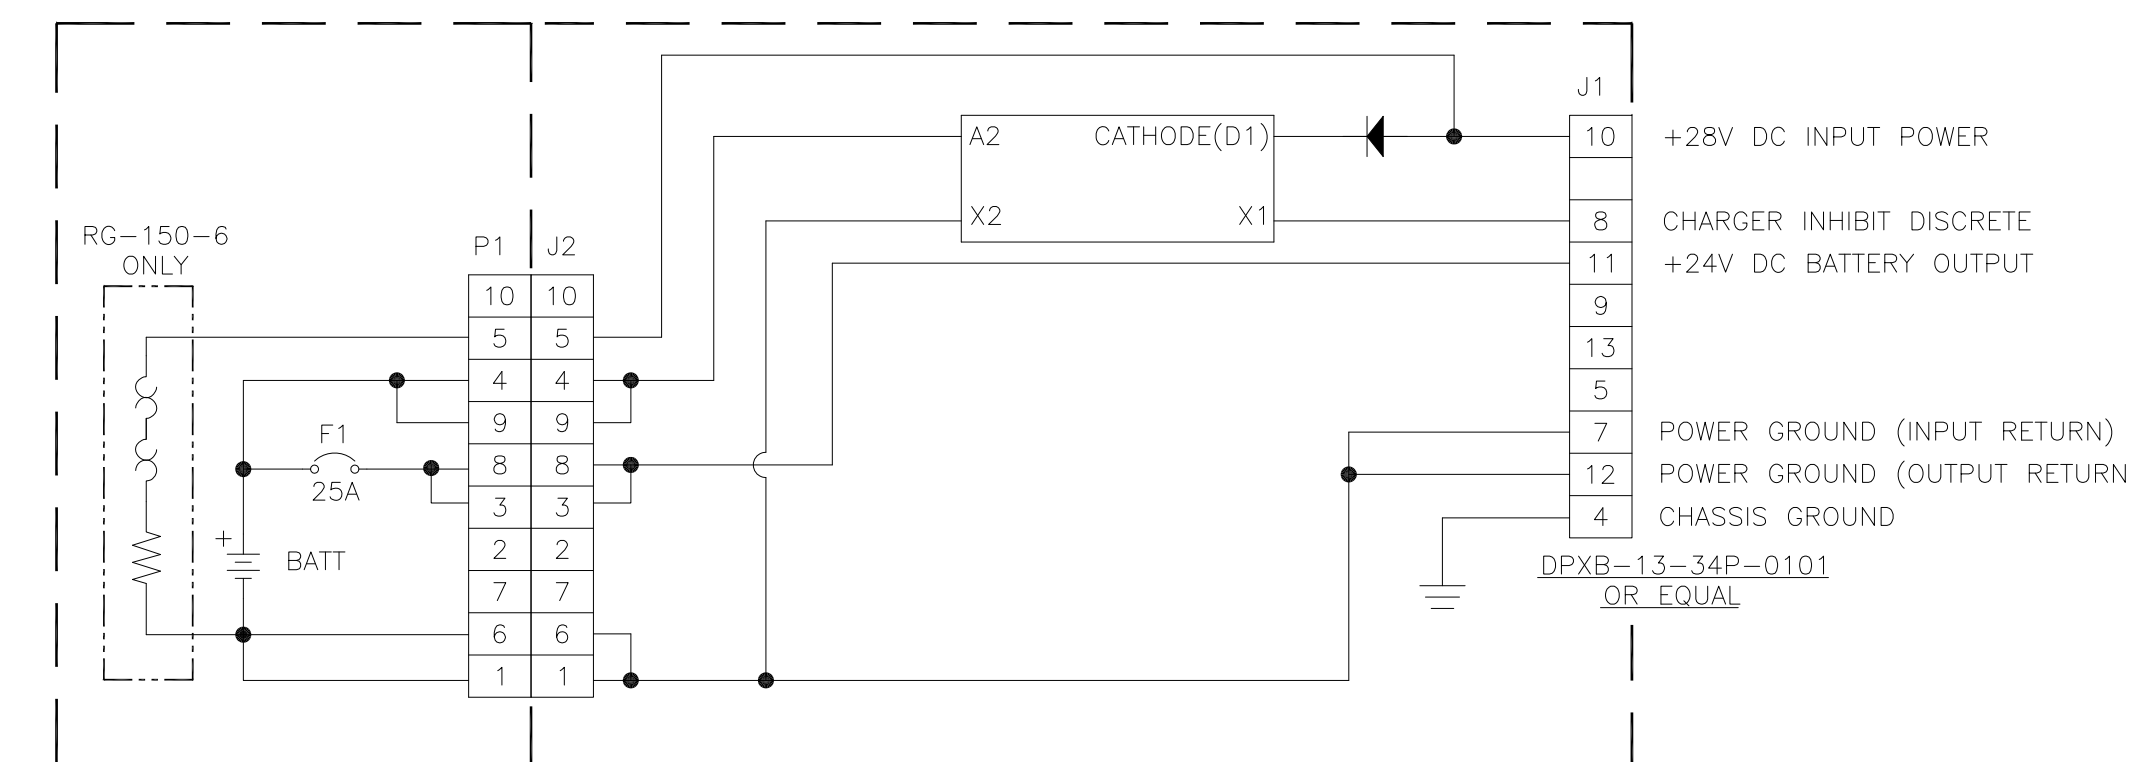 J1
A2 CATHODE(D1)
X2 X1
10 +28V DC INPUT POWER
8 CHARGER INHIBIT DISCRETE
11 +24V DC BATTERY OUTPUT
9
13
5
7 POWER GROUND (INPUT RETURN)
12 POWER GROUND (OUTPUT RETURN
4 CHASSIS GROUND
DPXB-13-34P-0101
OR EQUAL
RG-150-6
ONLY
P1 J2
10 10
5 5
4 4
9 9
8 8
3 3
2 2
7 7
6 6
1 1
F1
25A
+
BATT